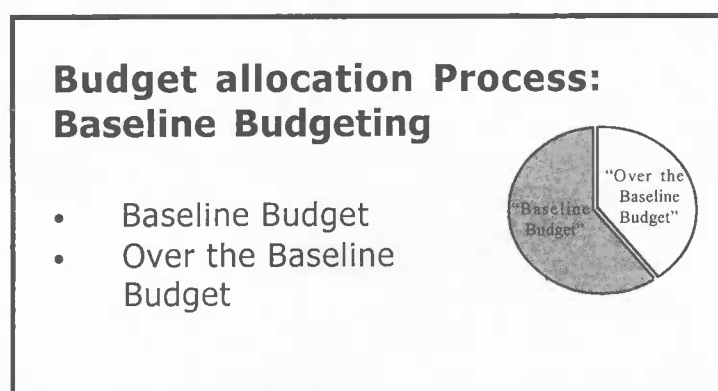 Budget allocation Process:
Baseline Budgeting
• Baseline Budget
• Over the Baseline
Budget
"Baseline
Budget"
"Over the
Baseline
Budget"